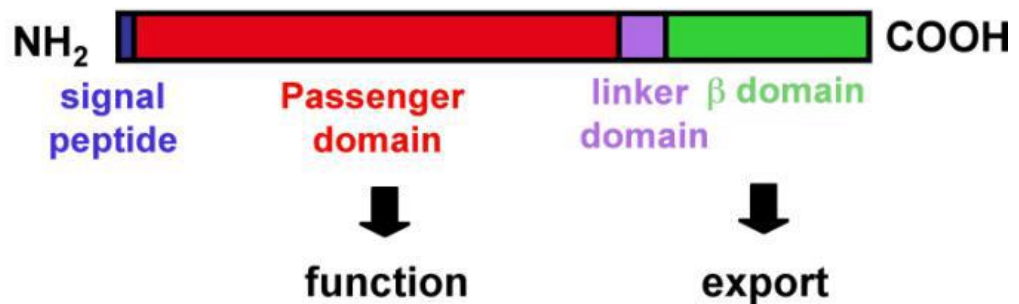 NH₂ COOH
signal
peptide
Passenger
domain
linker
domain
β domain
function
export